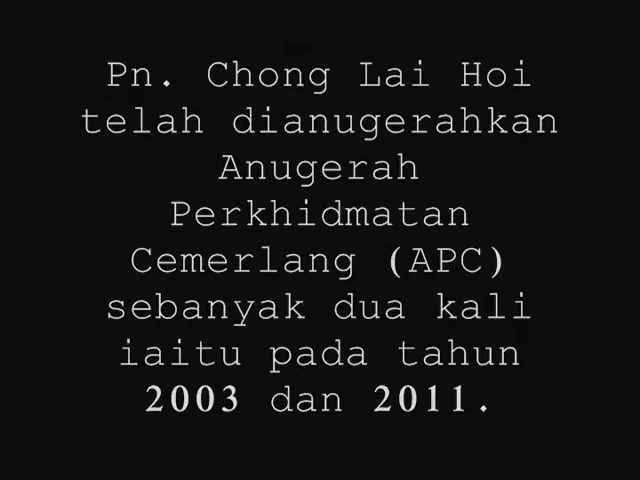 Pn. Chong Lai Hoi
telah dianugerahkan
Anugerah
Perkhidmatan
Cemerlang (APC)
sebanyak dua kali
iaitu pada tahun
2003 dan 2011.